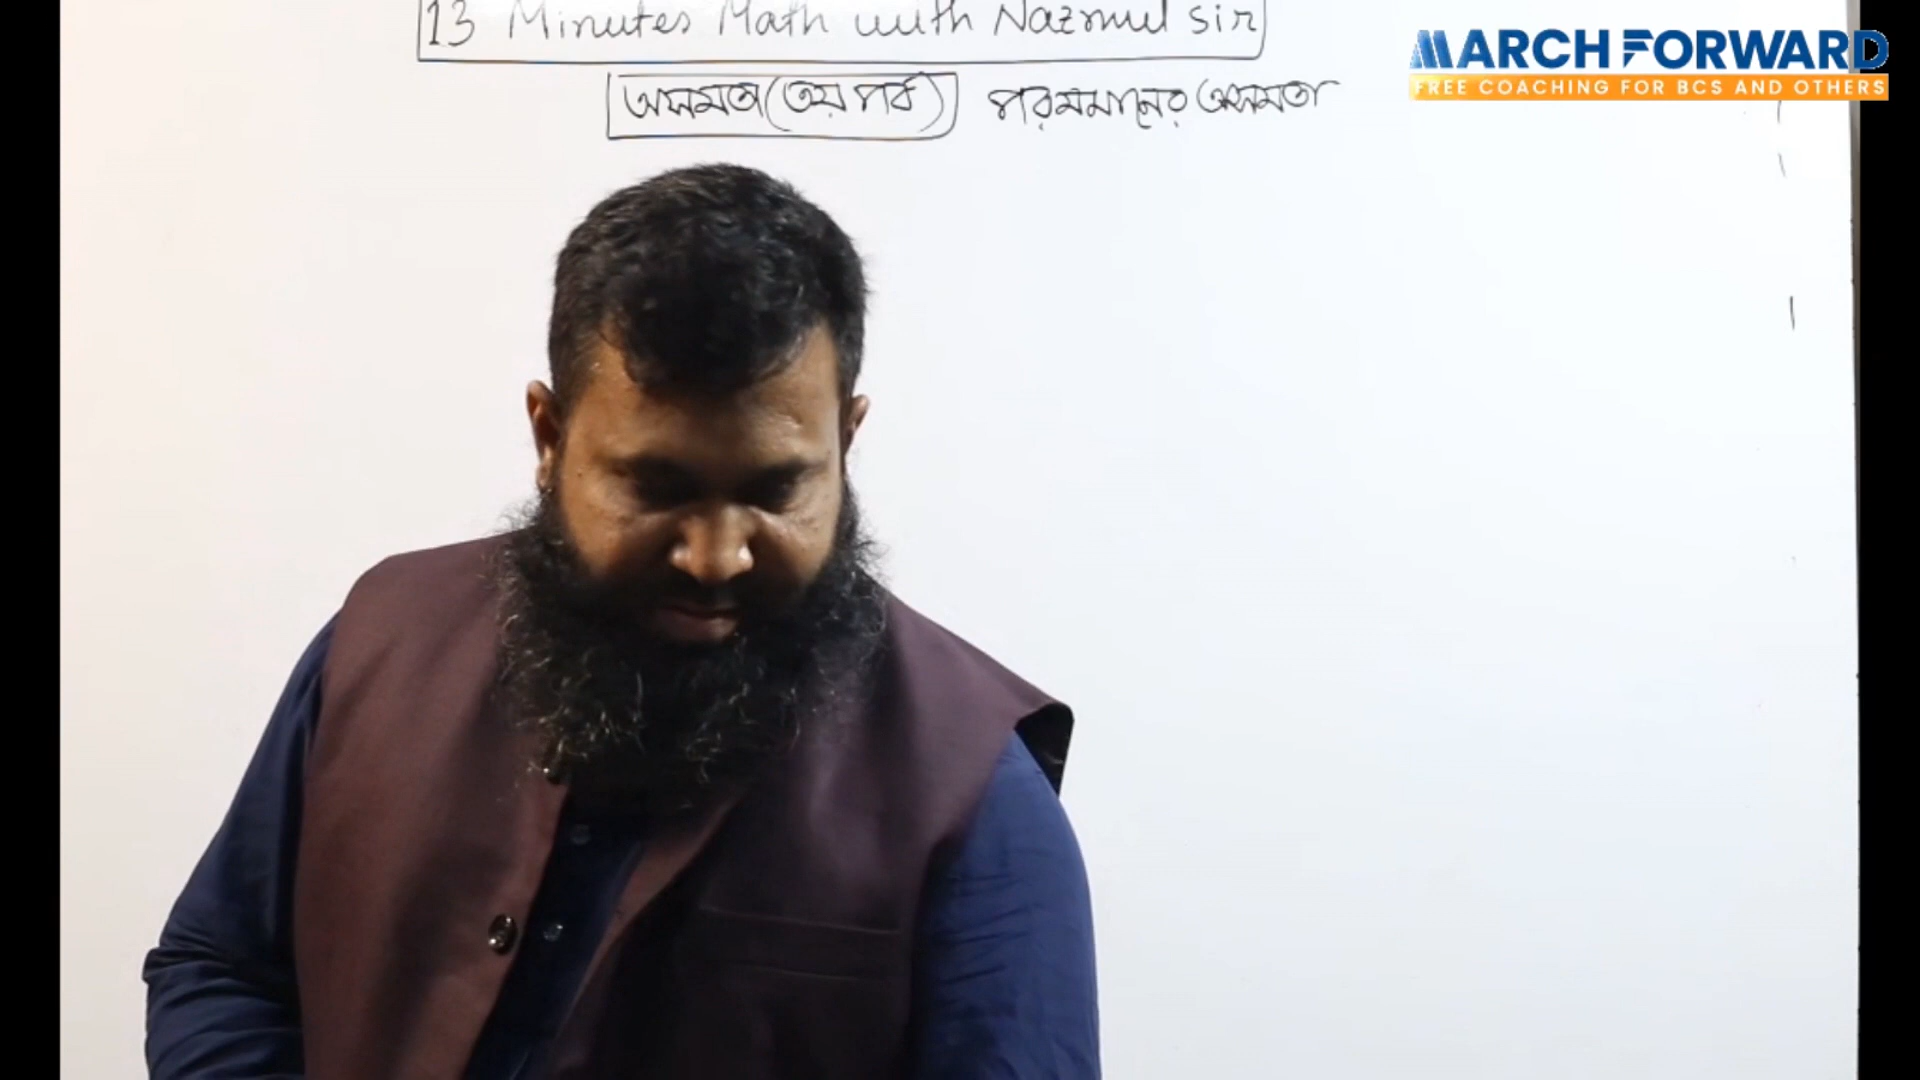 13 Minutes Math with Nazmul sir
অসমতা (৩য় পর্ব) পরমমানের অসমতা
MARCH FORWARD
FREE COACHING FOR BCS AND OTHERS